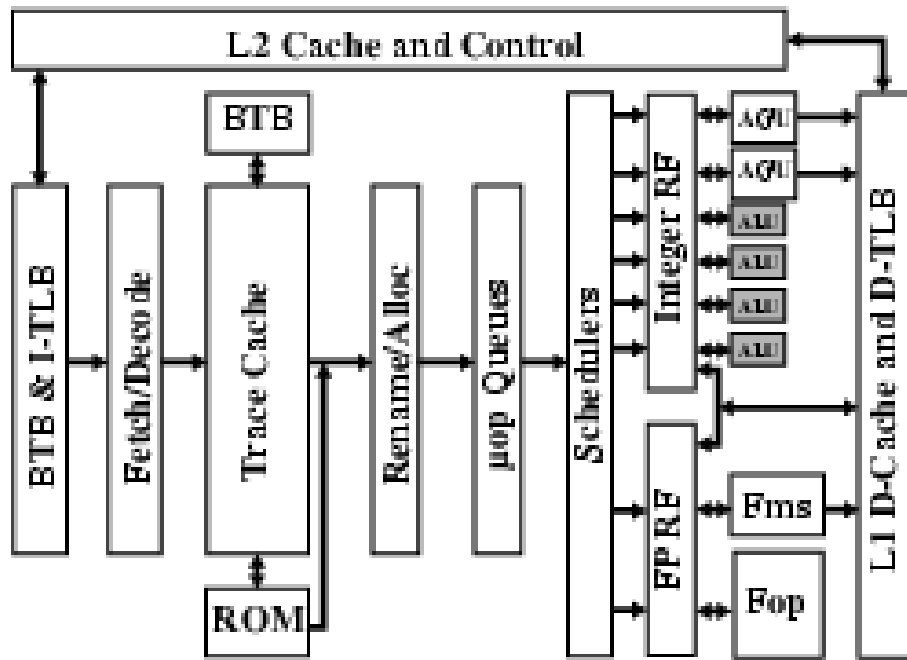 L2 Cache and Control
BTB
BTB & I-TLB
Fetch/Decode
Trace Cache
ROM
Rename/Alloc
µop Queues
Schedulers
Integer RF
FP RF
AGU
AGU
ALU
ALU
ALU
ALU
Fms
Fop
L1 D-Cache and D-TLB